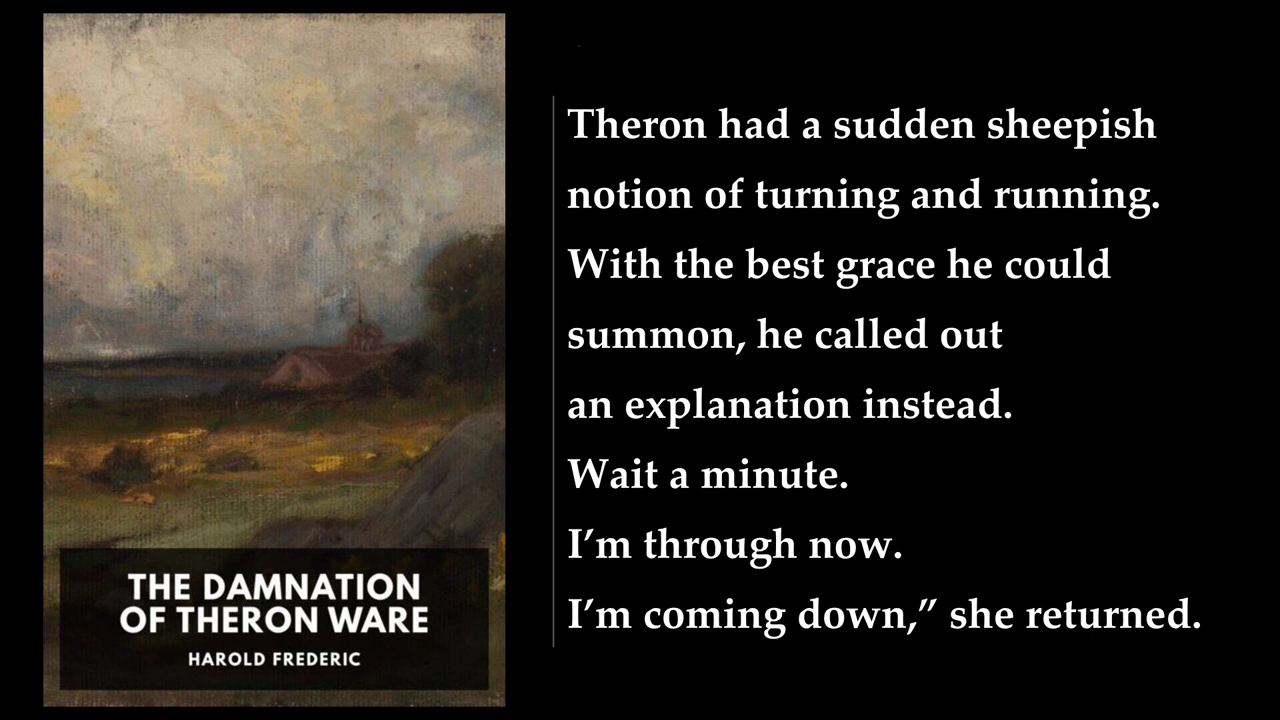 THE DAMNATION
OF THERON WARE
HAROLD FREDERIC
Theron had a sudden sheepish
notion of turning and running.
With the best grace he could
summon, he called out
an explanation instead.
Wait a minute.
I’m through now.
I’m coming down,” she returned.